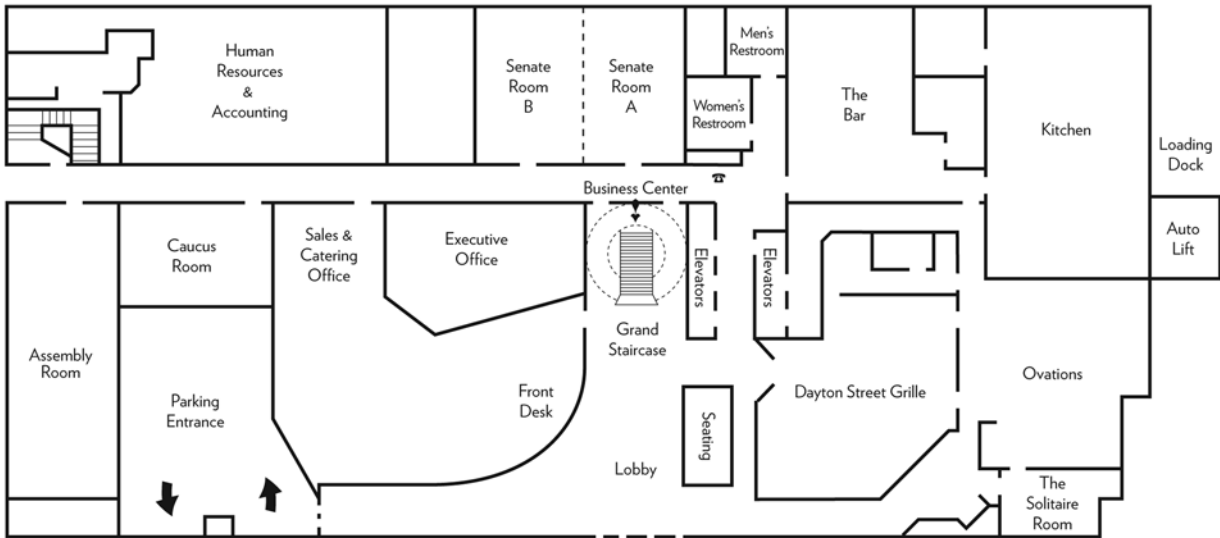 Human
Resources
&
Accounting
Senate
Room
B
Senate
Room
A
Men's
Restroom
Women's
Restroom
The
Bar
Kitchen
Loading
Dock
Auto
Lift
Business Center
Caucus
Room
Sales &
Catering
Office
Executive
Office
Elevators
Elevators
Grand
Staircase
Assembly
Room
Parking
Entrance
Front
Desk
Dayton Street Grille
Ovations
Seating
Lobby
The
Solitaire
Room